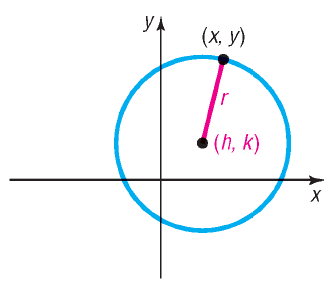 y
(x, y)
r
(h, k)
x